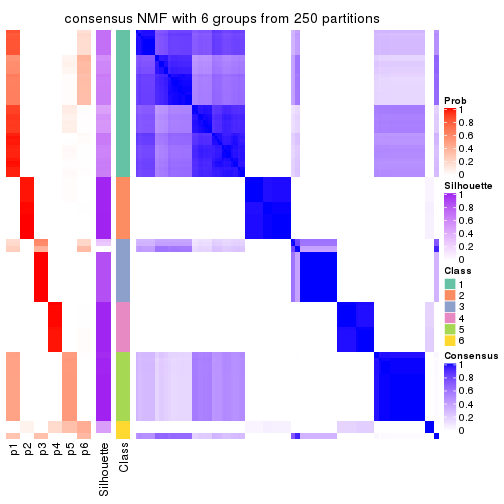 consensus NMF with 6 groups from 250 partitions
Prob
1
0.8
0.6
0.4
0.2
0
Silhouette
1
0.8
0.6
0.4
0.2
0
Class
1
2
3
4
5
6
Consensus
1
0.8
0.6
0.4
0.2
0
p1
p2
p3
p4
p5
p6
Silhouette
Class